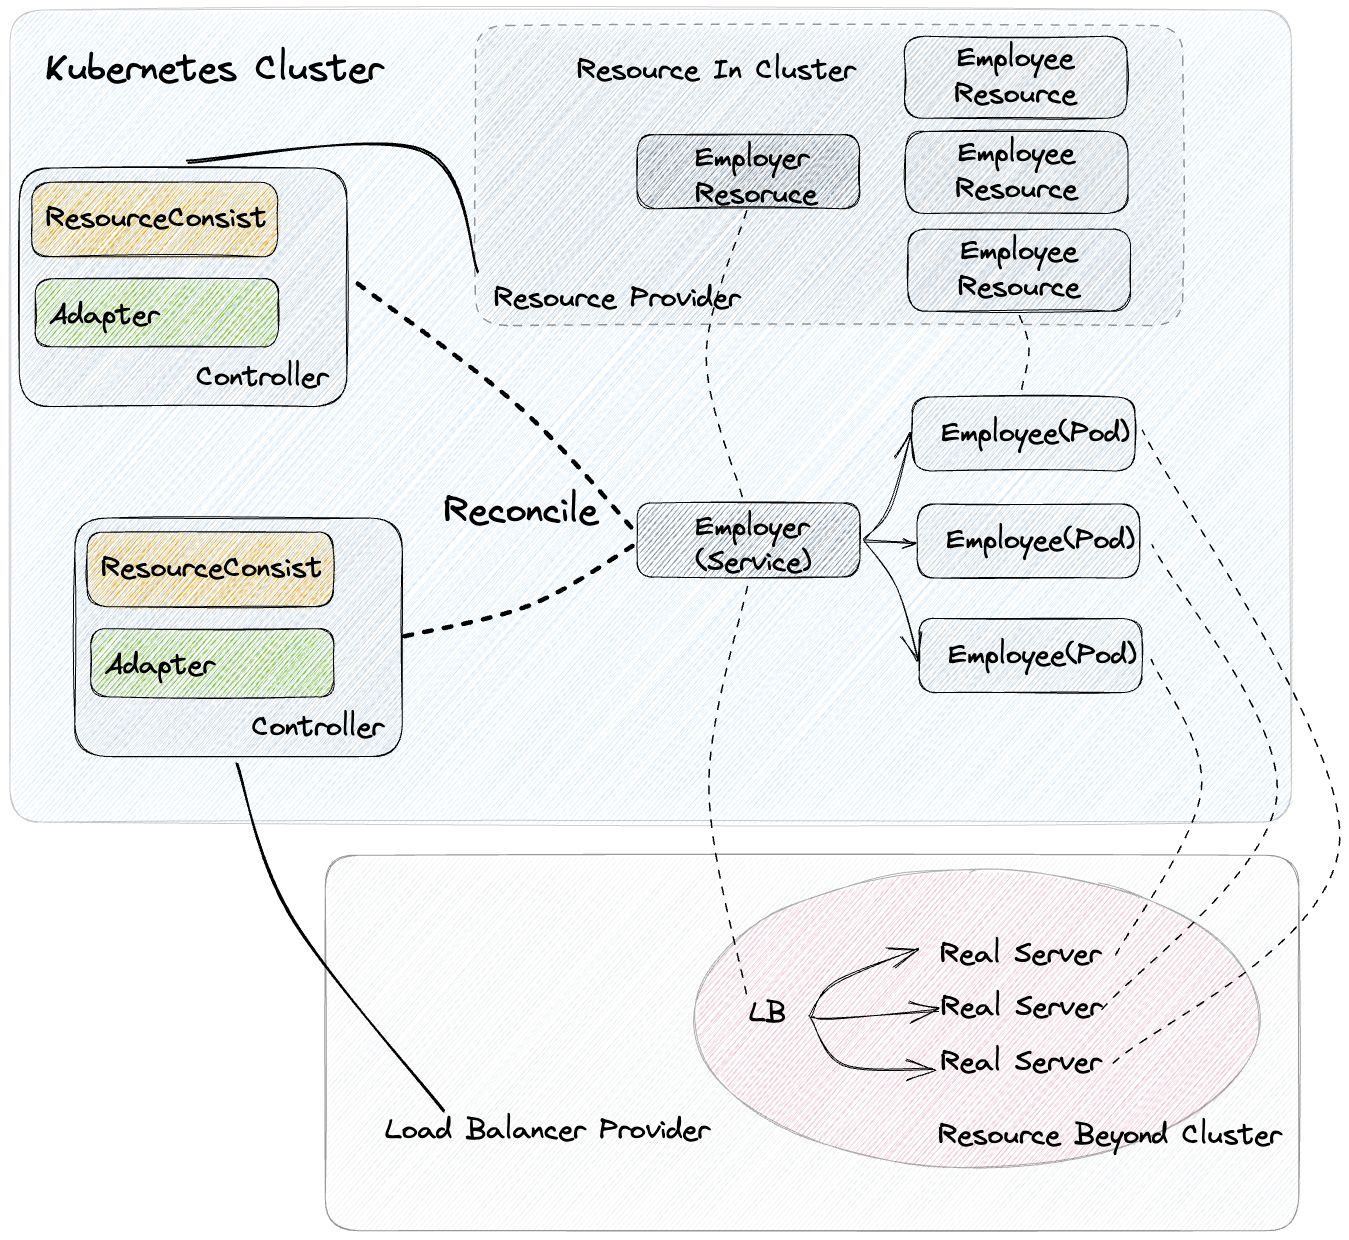 Kubernetes Cluster
Resource In Cluster
Employee
Resource
Employer
Resoruce
Employee
Resource
Employee
Resource
Resource Provider
ResourceConsist
Adapter
Controller
Reconcile
Employer
(Service)
Employee(Pod)
Employee(Pod)
Employee(Pod)
ResourceConsist
Adapter
Controller
LB
Real Server
Real Server
Real Server
Load Balancer Provider
Resource Beyond Cluster